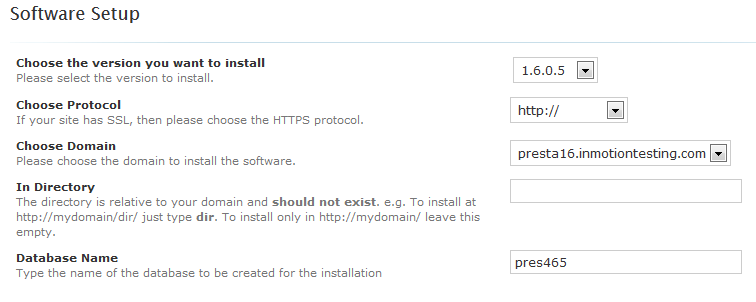 Software Setup
Choose the version you want to install
Please select the version to install.
1.6.0.5
Choose Protocol
If your site has SSL, then please choose the HTTPS protocol.
http://
Choose Domain
Please choose the domain to install the software.
presta16.inmotiontesting.com
In Directory
The directory is relative to your domain and should not exist. e.g. To install at
http://mydomain/dir/ just type dir. To install only in http://mydomain/ leave this
empty.
Database Name
Type the name of the database to be created for the installation
pres465